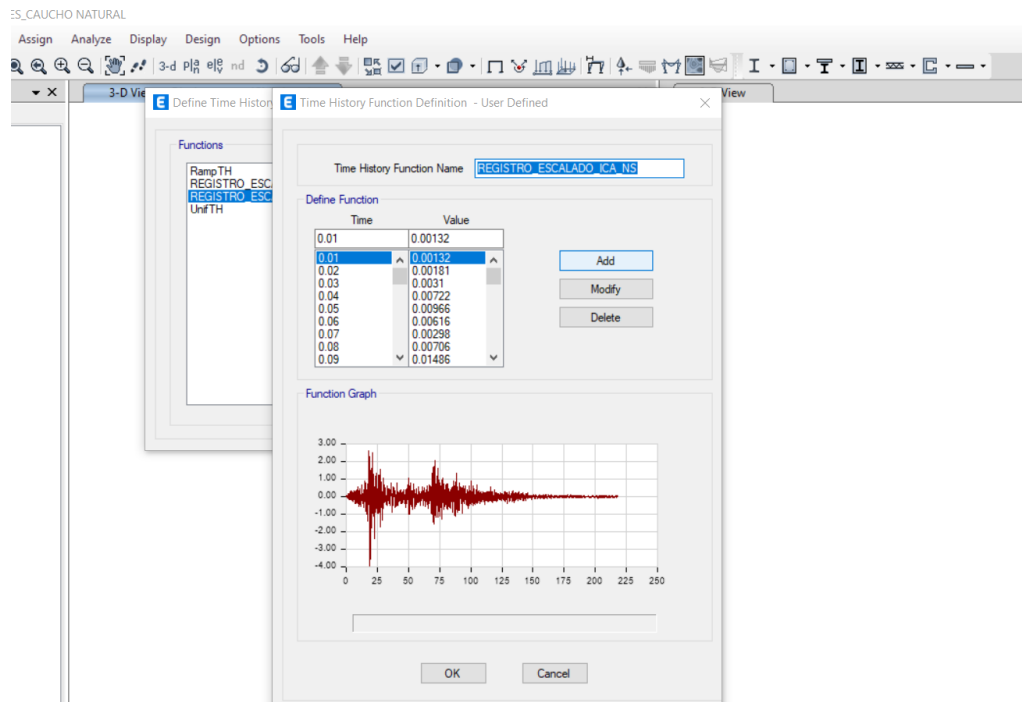 ES_CAUCHO NATURAL
Assign Analyze Display Design Options Tools Help
3-d nd
3-D Vie View
Define Time History
Time History Function Definition - User Defined
Functions
RampTH
REGISTRO_ESC
REGISTRO_ESC
UnifTH
Time History Function Name REGISTRO_ESCALADO_ICA_NS
Define Function
Time Value
0.01 0.00132
0.01 0.00132
0.02 0.00181
0.03 0.0031
0.04 0.00722
0.05 0.00966
0.06 0.00616
0.07 0.00298
0.08 0.00706
0.09 0.01486
Add
Modify
Delete
Function Graph
3.00
2.00
1.00
0.00
-1.00
-2.00
-3.00
-4.00
0 25 50 75 100 125 150 175 200 225 250
OK Cancel